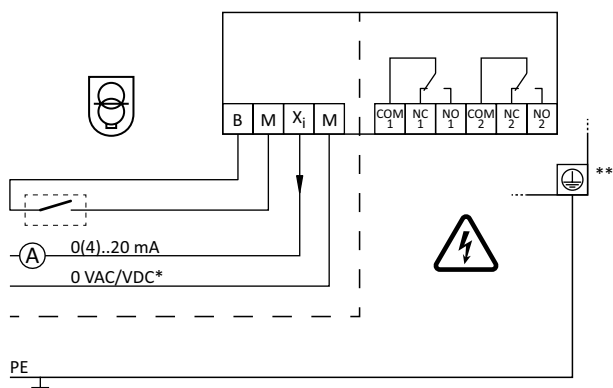 B M Xi M
COM 1 NC 1 NO 1 COM 2 NC 2 NO 2
**
A 0(4)..20 mA
0 VAC/VDC*
PE